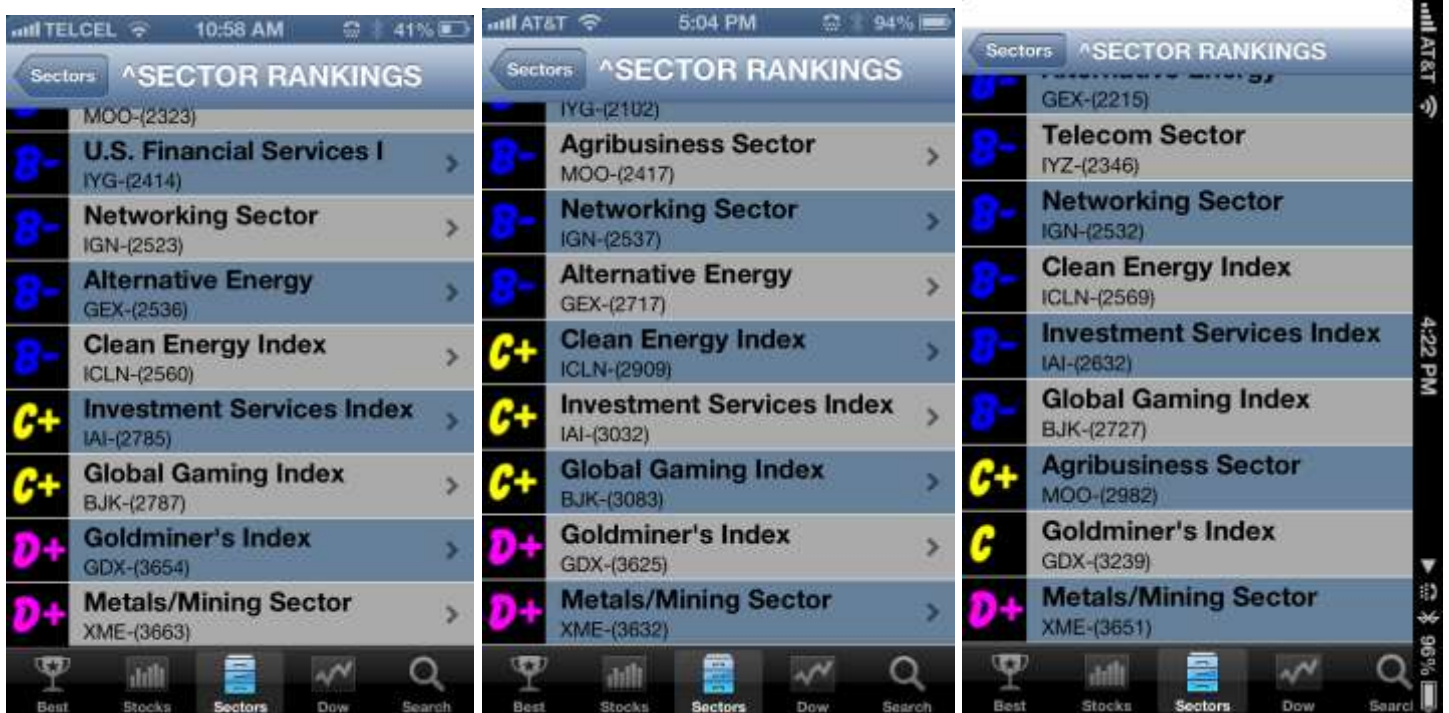 TELCEL 10:58 AM 41%
Sectors ^SECTOR RANKINGS
MOO-(2323)
B- U.S. Financial Services I
IYG-(2414)
B- Networking Sector
IGN-(2523)
B- Alternative Energy
GEX-(2536)
B- Clean Energy Index
ICLN-(2560)
C+ Investment Services Index
IAI-(2785)
C+ Global Gaming Index
BJK-(2787)
D+ Goldminer's Index
GDX-(3654)
D+ Metals/Mining Sector
XME-(3663)
Best Stocks Sectors Dow Search
AT&T 5:04 PM 94%
Sectors ^SECTOR RANKINGS
IYG-(2102)
B- Agribusiness Sector
MOO-(2417)
B- Networking Sector
IGN-(2537)
B- Alternative Energy
GEX-(2717)
C+ Clean Energy Index
ICLN-(2909)
C+ Investment Services Index
IAI-(3032)
C+ Global Gaming Index
BJK-(3083)
D+ Goldminer's Index
GDX-(3625)
D+ Metals/Mining Sector
XME-(3632)
Best Stocks Sectors Dow Search
Sectors ^SECTOR RANKINGS
B- Alternative Energy
GEX-(2215)
B- Telecom Sector
IYZ-(2346)
B- Networking Sector
IGN-(2532)
B- Clean Energy Index
ICLN-(2569)
B- Investment Services Index
IAI-(2632)
B- Global Gaming Index
BJK-(2727)
C+ Agribusiness Sector
MOO-(2982)
C Goldminer's Index
GDX-(3239)
D+ Metals/Mining Sector
XME-(3651)
Best Stocks Sectors Dow Searcl
AT&T 4:22 PM 96%